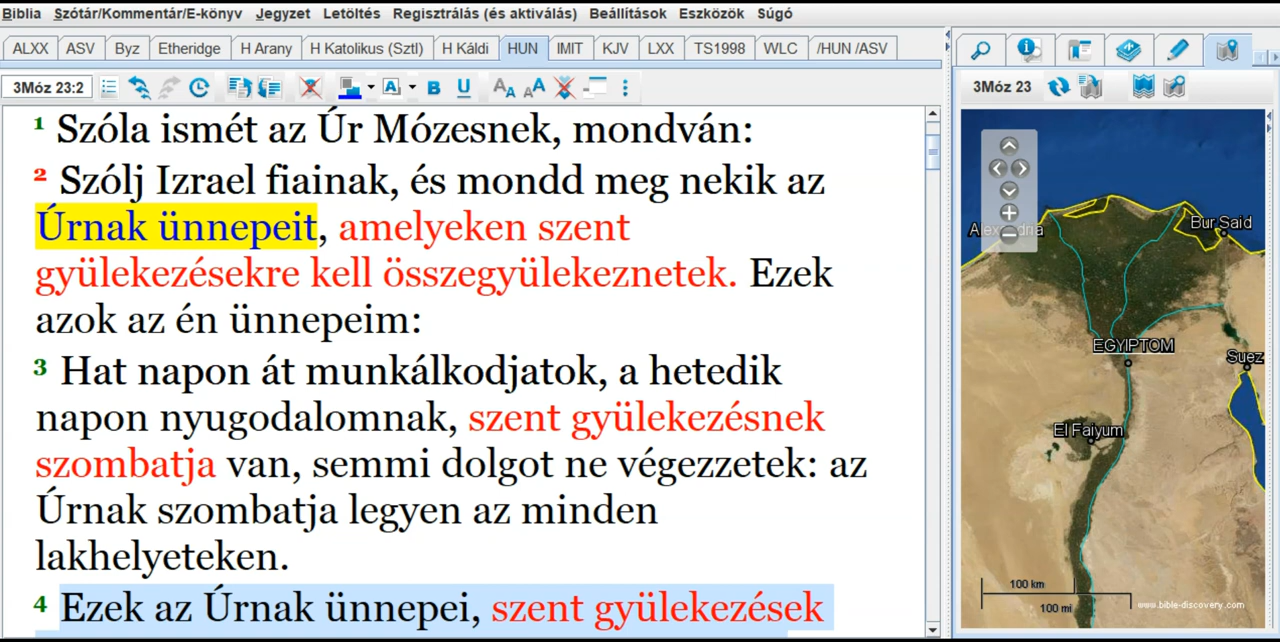 Biblia Szótár/Kommentár/E-könyv Jegyzet Letöltés Regisztrálás (és aktiválás) Beállítások Eszközök Súgó
ALXX ASV Byz Etheridge H Arany H Katolikus (Sztl) H Káldi HUN IMIT KJV LXX TS1998 WLC /HUN /ASV
3Móz 23:2
3Móz 23
1 Szóla ismét az Úr Mózesnek, mondván:
2 Szólj Izrael fiainak, és mondd meg nekik az
Úrnak ünnepeit, amelyeken szent
gyülekezésekre kell összegyülekeznetek. Ezek
azok az én ünnepeim:
3 Hat napon át munkálkodjatok, a hetedik
napon nyugodalomnak, szent gyülekezésnek
szombatja van, semmi dolgot ne végezzetek: az
Úrnak szombatja legyen az minden
lakhelyeteken.
4 Ezek az Úrnak ünnepei, szent gyülekezések
Bur Said
EGYIPTOM
Suez
El Faiyum
100 km
100 mi
www.bible-discovery.com